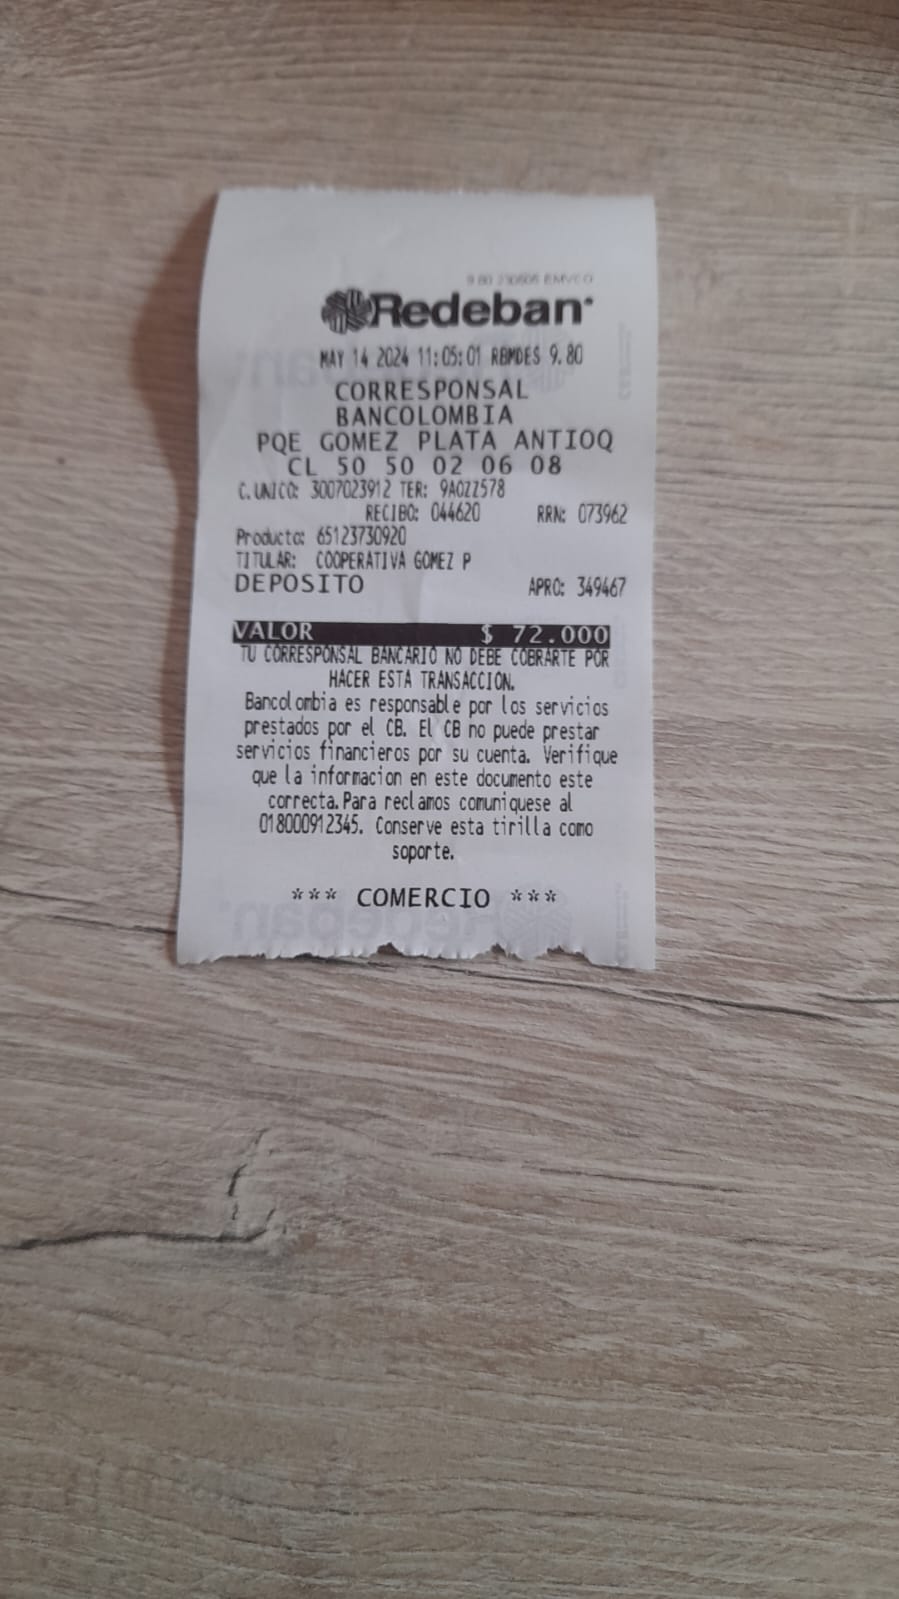 Redeban
MAY 14 2024 11:05:01 RBMDES 9.80
CORRESPONSAL
BANCOLOMBIA
PQE GOMEZ PLATA ANTIOQ
CL 50 50 02 06 08
C.UNICO: 3007023912 TER: 9A0ZZ578
RECIBO: 044620 RRN: 073962
Producto: 65123730920
TITULAR: COOPERATIVA GOMEZ P
DEPOSITO APRO: 349467
VALOR $ 72.000
TU CORRESPONSAL BANCARIO NO DEBE COBRARTE POR
HACER ESTA TRANSACCION.
Bancolombia es responsable por los servicios
prestados por el CB. El CB no puede prestar
servicios financieros por su cuenta. Verifique
que la informacion en este documento este
correcta.Para reclamos comuniquese al
018000912345. Conserve esta tirilla como
soporte.
*** COMERCIO ***